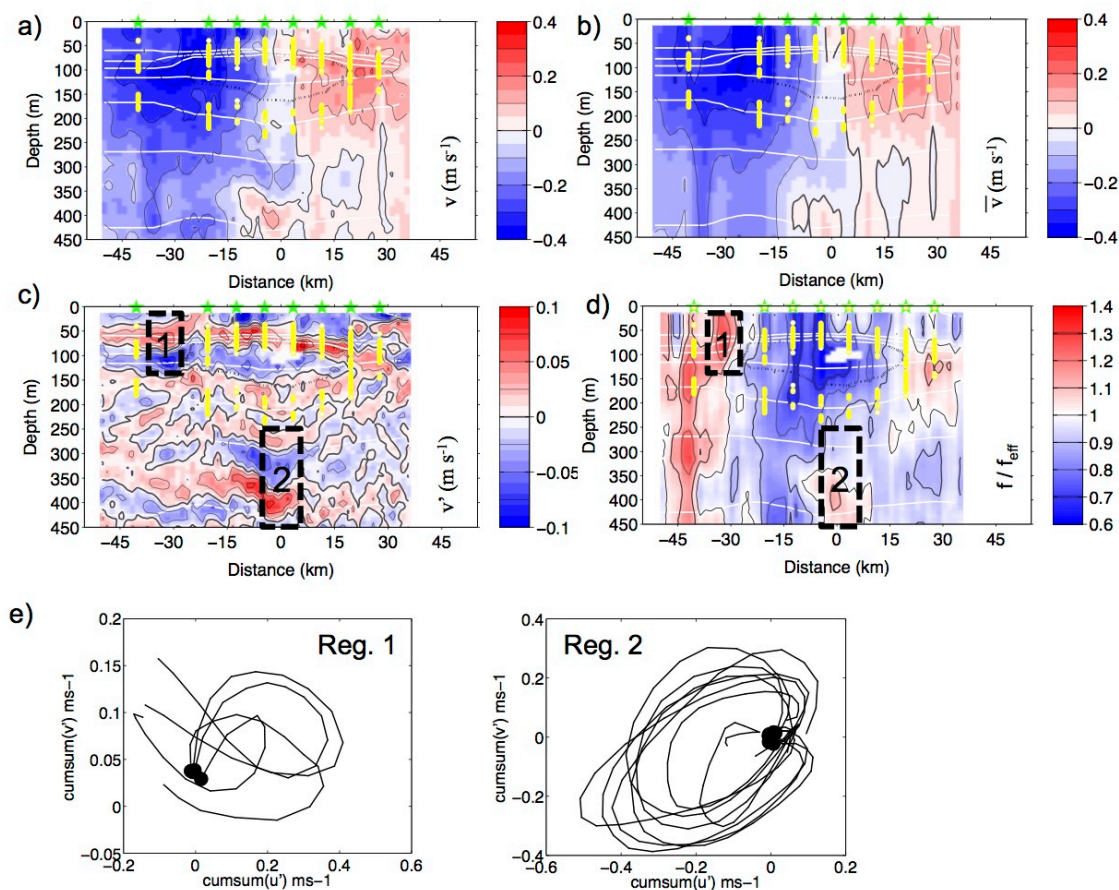 a)
0
50
100
150
200
250
300
350
400
450
Depth (m)
−45 −30 −15 0 15 30 45
Distance (km)
0.4
0.2
0
−0.2
−0.4
v (m s⁻¹)
b)
0
50
100
150
200
250
300
350
400
450
Depth (m)
−45 −30 −15 0 15 30 45
Distance (km)
0.4
0.2
0
−0.2
−0.4
v̅ (m s⁻¹)
c)
0
50
100
150
200
250
300
350
400
450
Depth (m)
1
2
−45 −30 −15 0 15 30 45
Distance (km)
0.1
0.05
0
−0.05
−0.1
v' (m s⁻¹)
d)
0
50
100
150
200
250
300
350
400
450
Depth (m)
1
2
−45 −30 −15 0 15 30 45
Distance (km)
1.4
1.3
1.2
1.1
1.0
0.9
0.8
0.7
0.6
f / feff
e)
Reg. 1
0.2
0.15
0.1
0.05
0
−0.05
cumsum(v') ms−1
−0.2 0 0.2 0.4 0.6
cumsum(u') ms−1
Reg. 2
0.4
0.2
0
−0.2
−0.4
cumsum(v') ms−1
−0.6 −0.4 −0.2 0 0.2
cumsum(u') ms−1